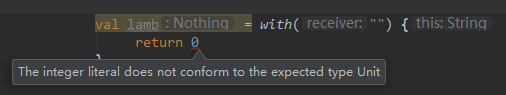 val lamb : Nothing = with( receiver: "") { this: String
return 0
}
The integer literal does not conform to the expected type Unit